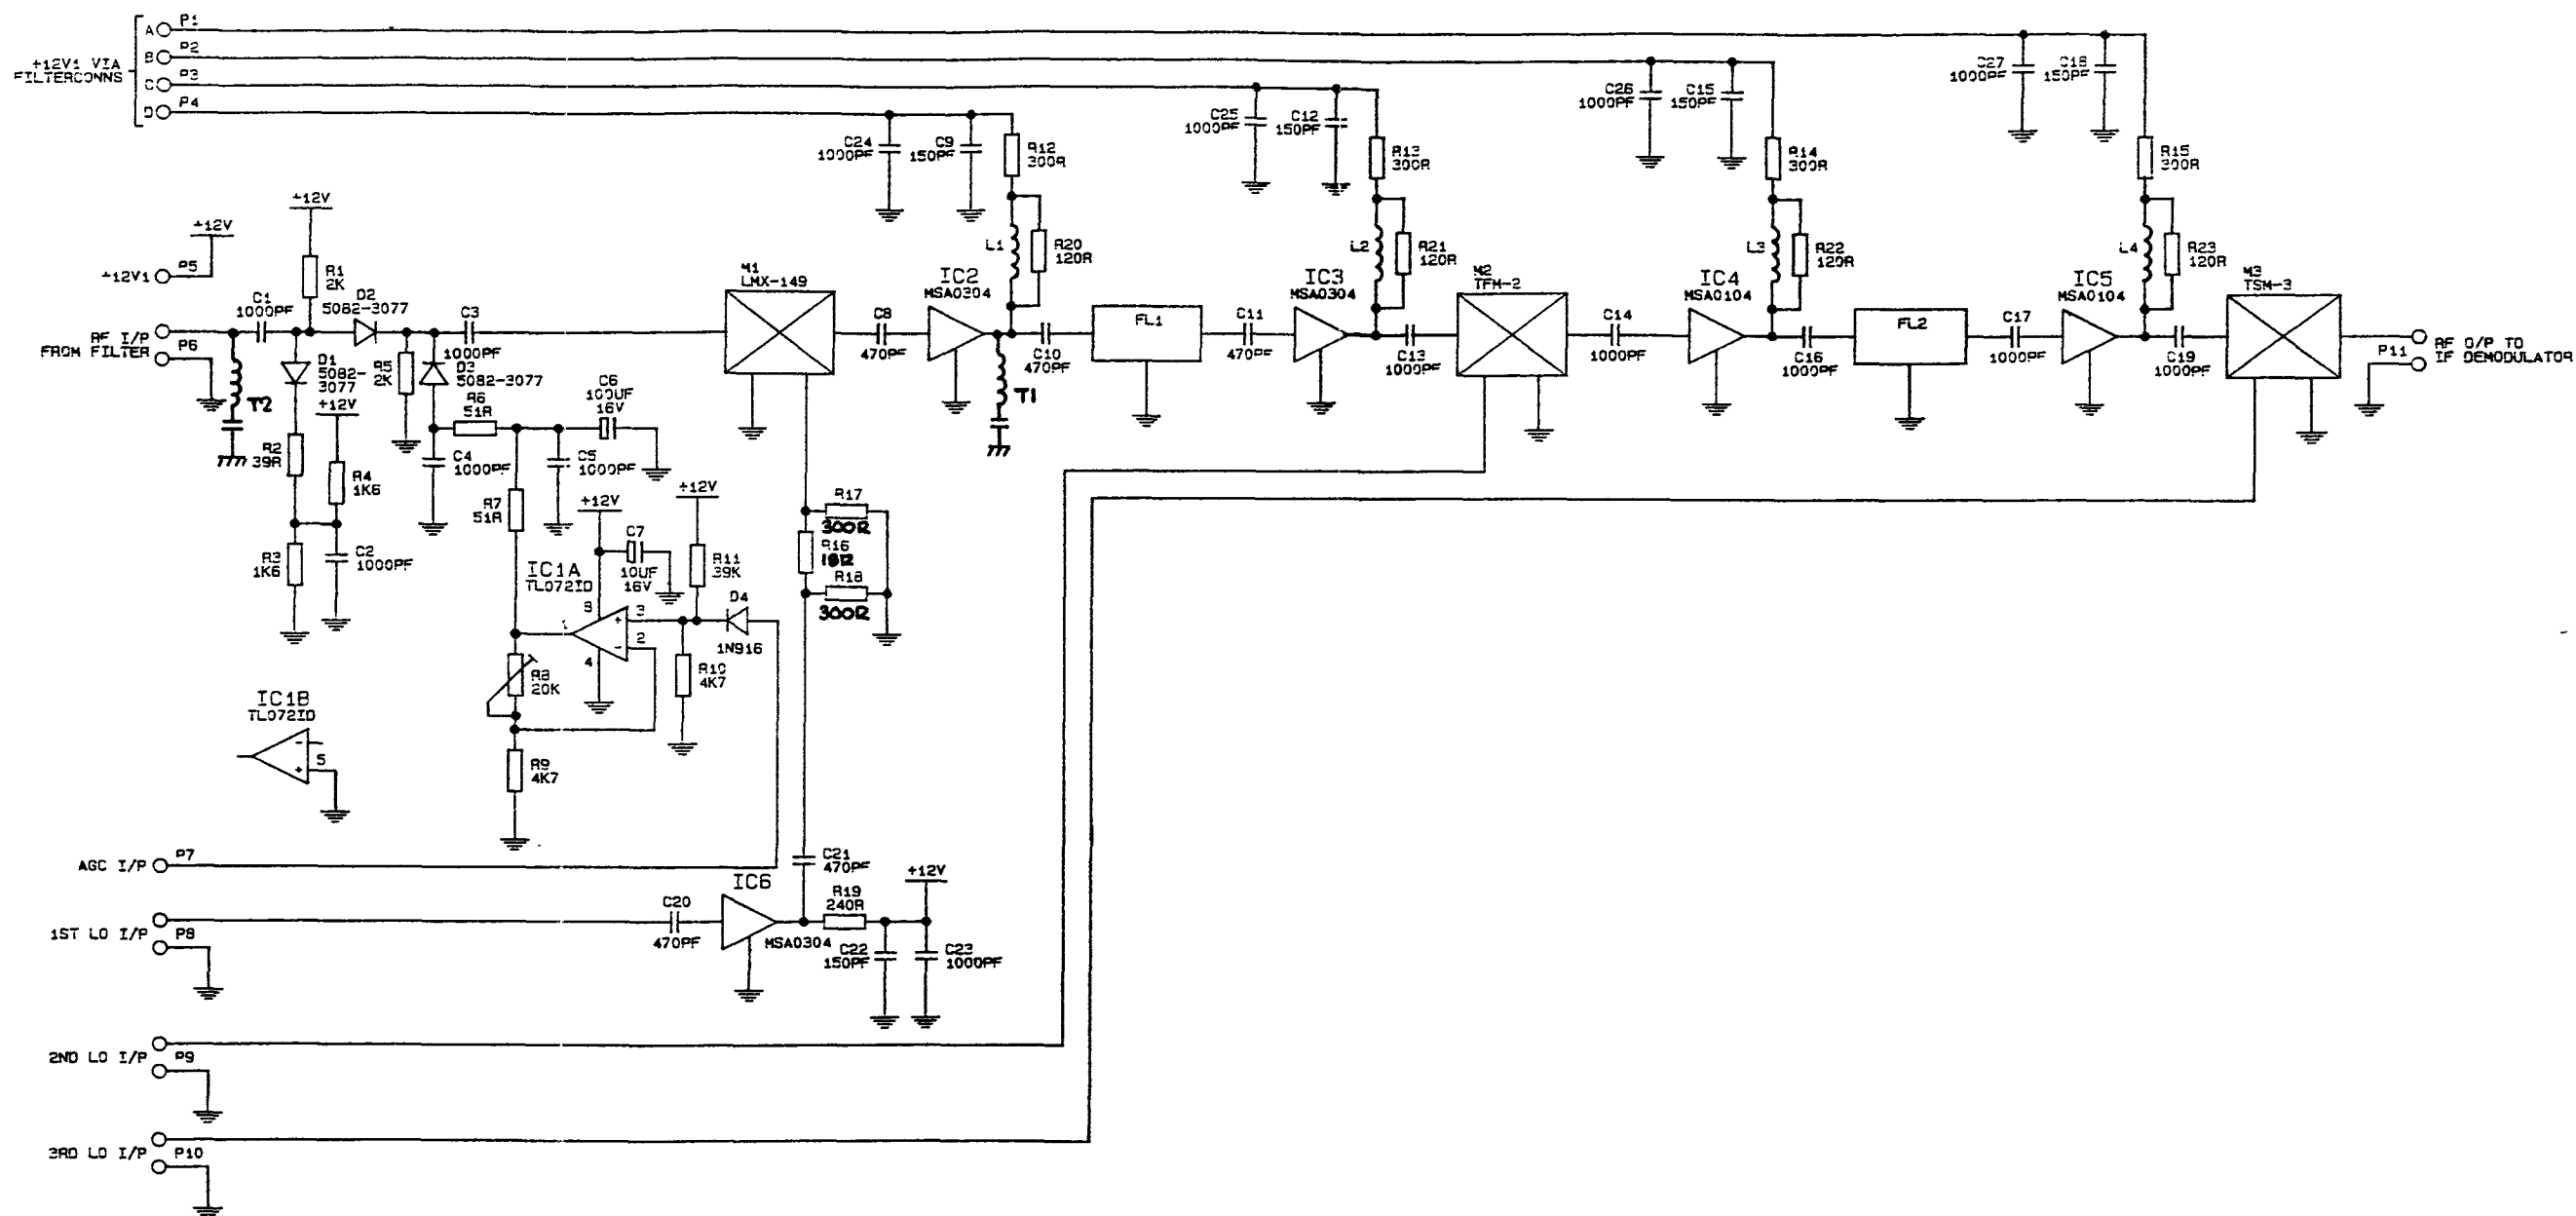 +12V1 VIA
FILTERCONNS
A
P1
B
P2
C
P3
D
P4
C27
1000PF
C18
150PF
C26
1000PF
C15
150PF
C25
1000PF
C12
150PF
C24
1000PF
C9
150PF
R12
300R
R13
300R
R14
300R
R15
300R
+12V
+12V
+12V1
P5
R1
2K
L1
R20
120R
L2
R21
120R
L3
R22
120R
L4
R23
120R
RF I/P
FROM FILTER
P6
C1
1000PF
D2
5082-3077
C3
1000PF
M1
LMX-149
C8
470PF
IC2
MSA0304
C10
470PF
FL1
C11
470PF
IC3
MSA0304
C13
1000PF
M2
TFM-2
C14
1000PF
IC4
MSA0104
C16
1000PF
FL2
C17
1000PF
IC5
MSA0104
C19
1000PF
M3
TSM-3
P11
RF O/P TO
IF DEMODULATOR
T2
D1
5082-
3077
R5
2K
D3
5082-3077
T1
+12V
R2
39R
R4
1K6
R6
51R
C6
100UF
16V
C4
1000PF
C5
1000PF
R3
1K6
C2
1000PF
R7
51R
+12V
+12V
C7
10UF
16V
R11
39K
R17
300R
R16
18R
R18
300R
IC1A
TL072ID
8
3
+
1
2
-
4
D4
1N916
R8
20K
R10
4K7
IC1B
TL072ID
-
+
5
R9
4K7
AGC I/P
P7
C21
470PF
IC6
MSA0304
+12V
R19
240R
1ST LO I/P
P8
C20
470PF
C22
150PF
C23
1000PF
2ND LO I/P
P9
3RD LO I/P
P10